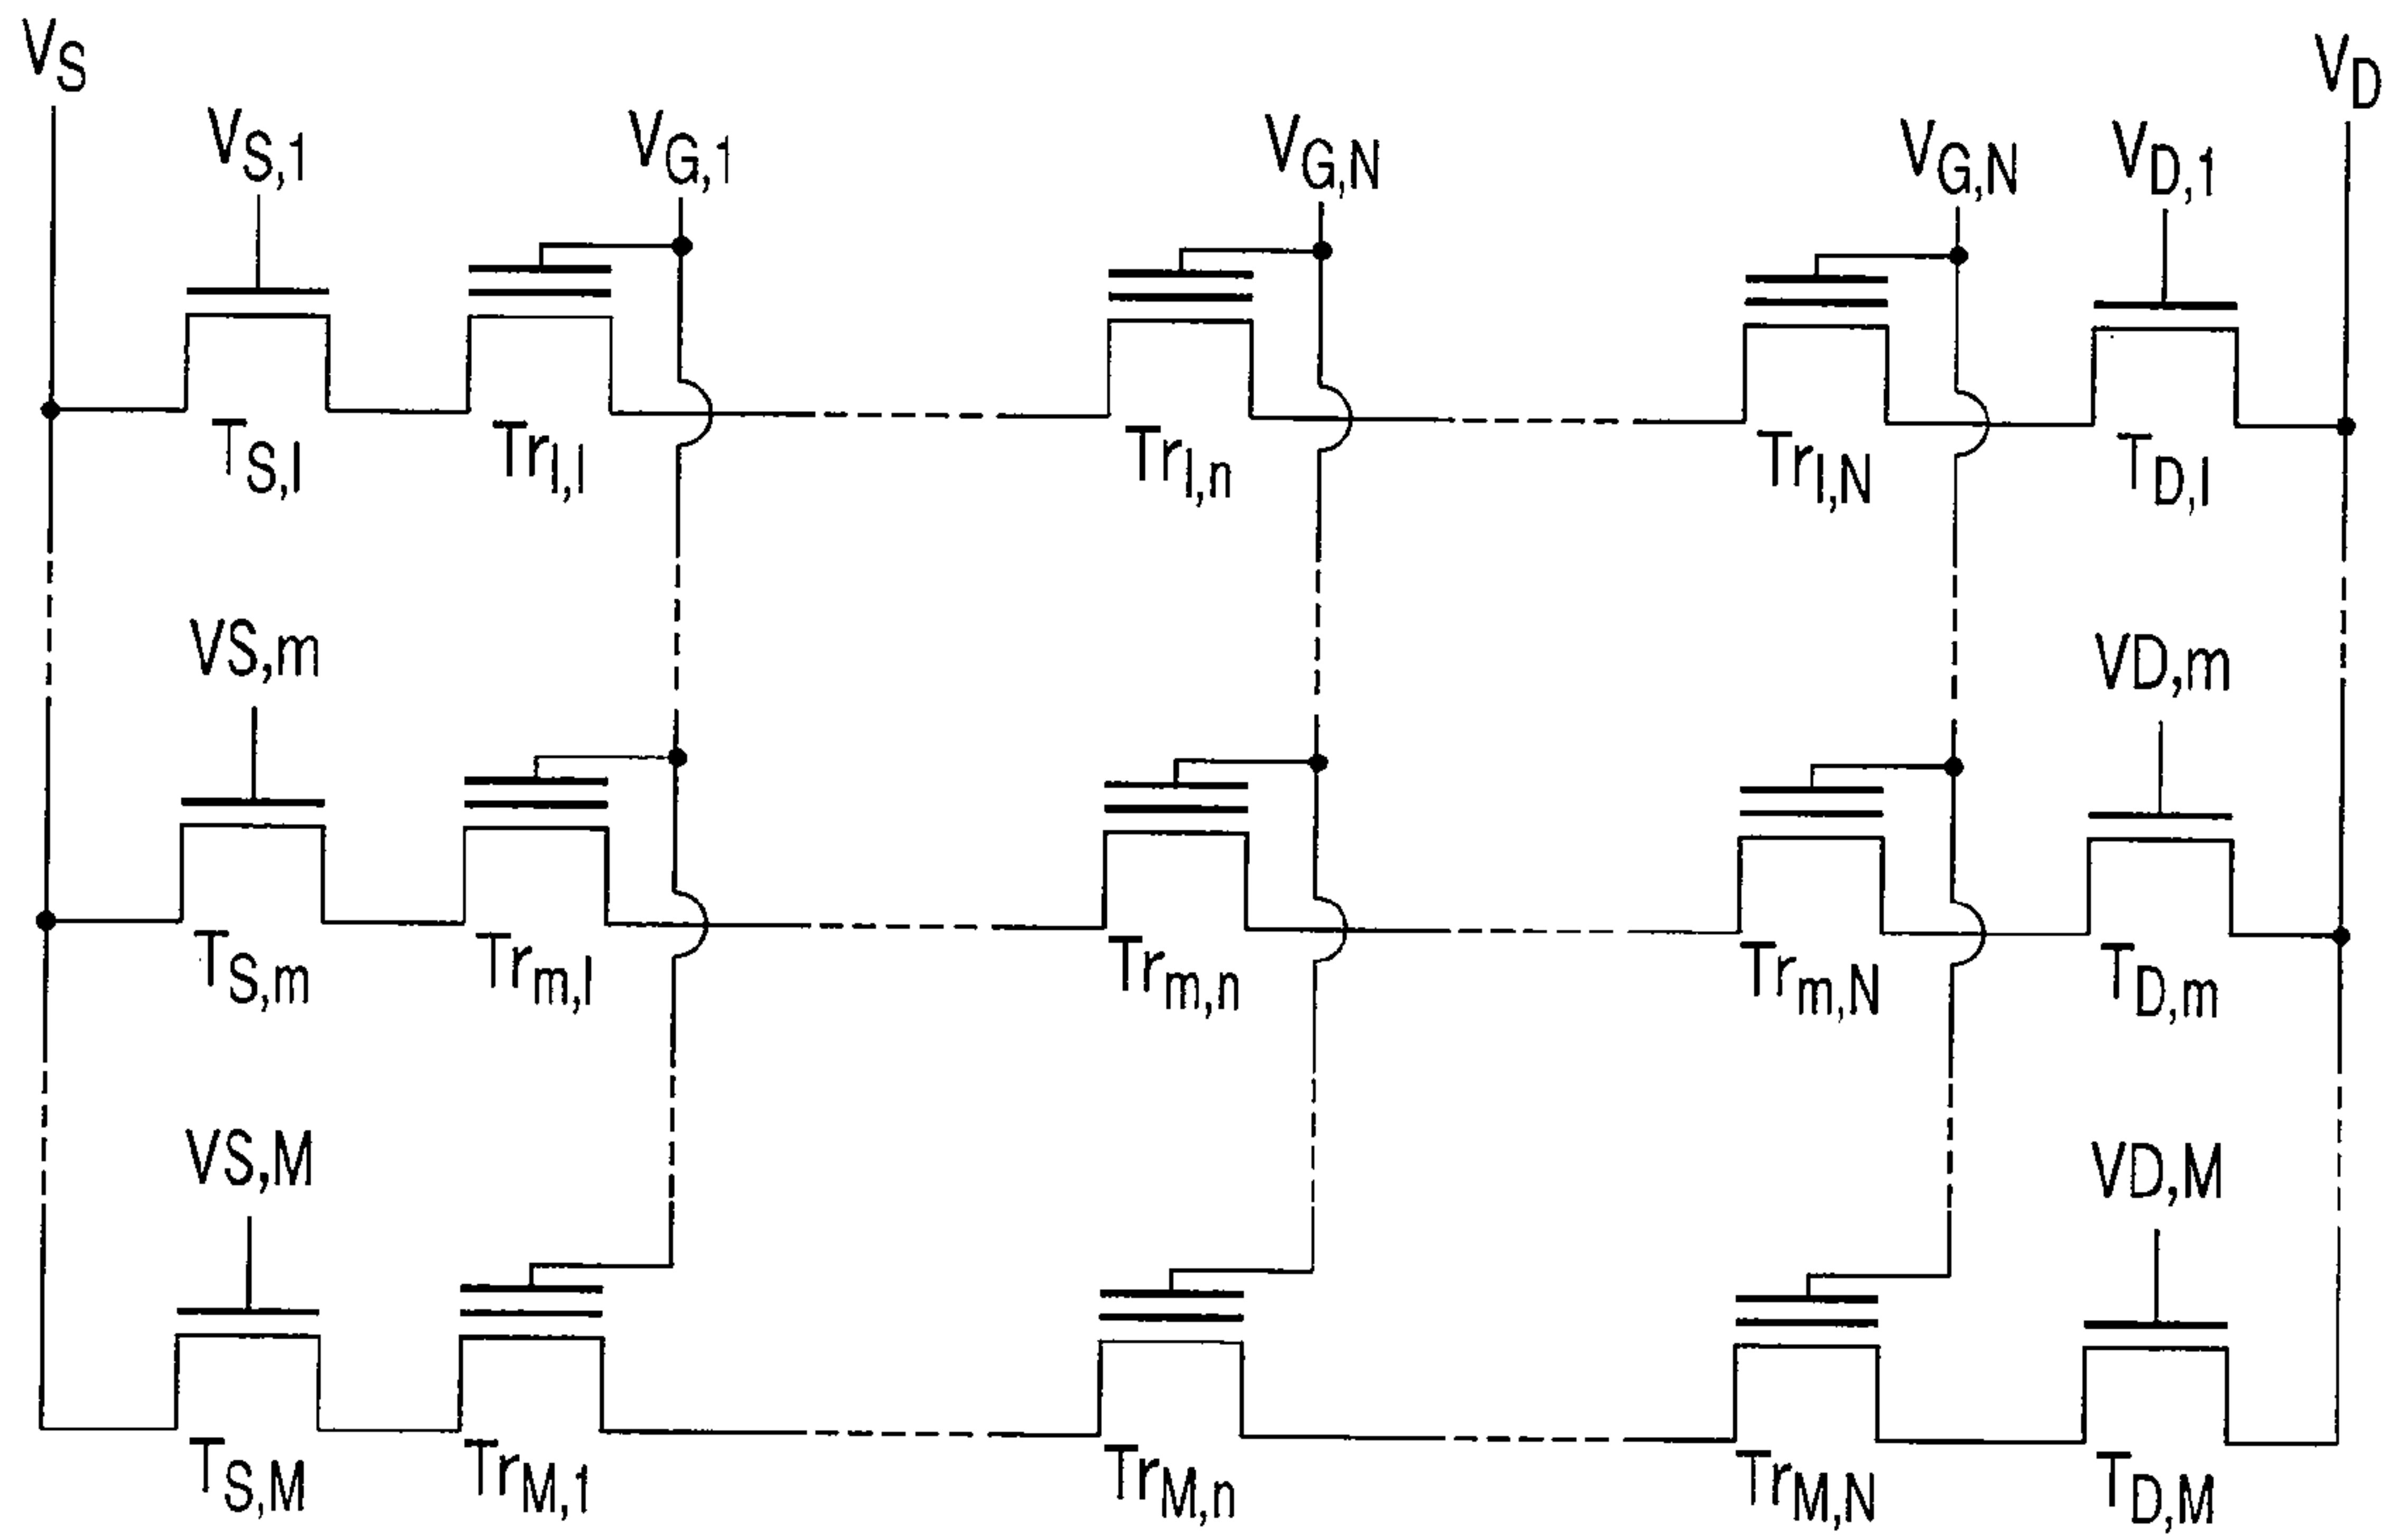 VS
VD
VS,1
VG,1
VG,N
VG,N
VD,1
TS,I
TrI,I
TrI,n
TrI,N
TD,I
VS,m
VD,m
TS,m
Trm,I
Trm,n
Trm,N
TD,m
VS,M
VD,M
TS,M
TrM,1
TrM,n
TrM,N
TD,M